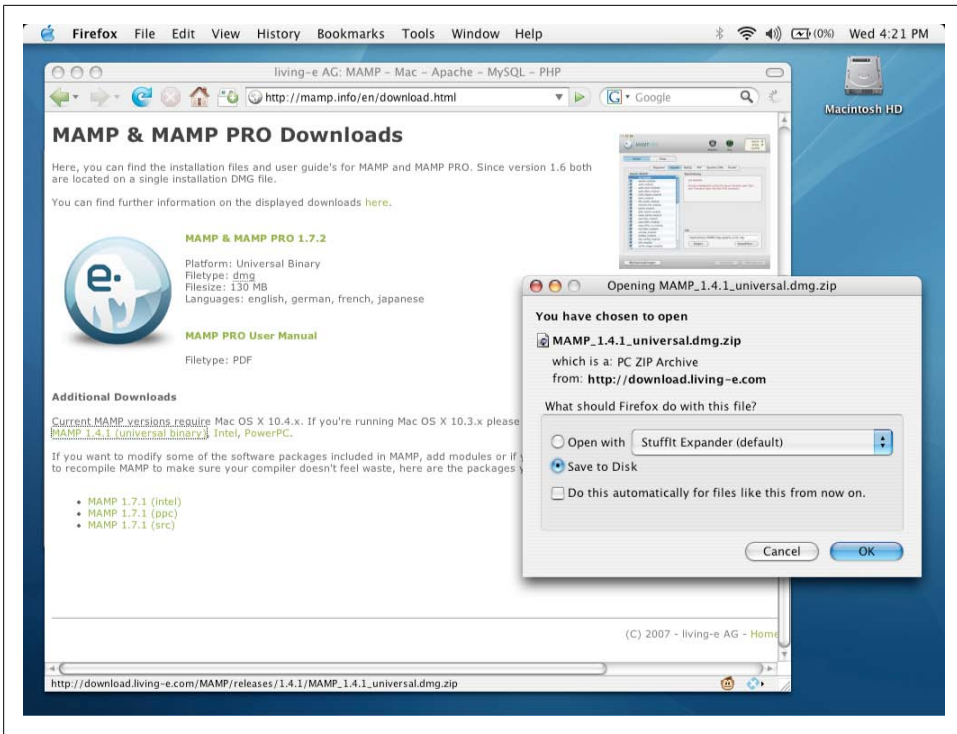 Firefox File Edit View History Bookmarks Tools Window Help (0%) Wed 4:21 PM
Macintosh HD
living-e AG: MAMP – Mac – Apache – MySQL – PHP
http://mamp.info/en/download.html
G Google
MAMP & MAMP PRO Downloads
Here, you can find the installation files and user guide's for MAMP and MAMP PRO. Since version 1.6 both
are located on a single installation DMG file.
You can find further information on the displayed downloads here.
e.
MAMP & MAMP PRO 1.7.2
Platform: Universal Binary
Filetype: dmg
Filesize: 130 MB
Languages: english, german, french, japanese
MAMP PRO User Manual
Filetype: PDF
Additional Downloads
Current MAMP versions require Mac OS X 10.4.x. If you're running Mac OS X 10.3.x please
MAMP 1.4.1 (universal binary), Intel, PowerPC.
If you want to modify some of the software packages included in MAMP, add modules or if
to recompile MAMP to make sure your compiler doesn't feel waste, here are the packages
• MAMP 1.7.1 (intel)
• MAMP 1.7.1 (ppc)
• MAMP 1.7.1 (src)
(C) 2007 - living-e AG - Home
http://download.living-e.com/MAMP/releases/1.4.1/MAMP_1.4.1_universal.dmg.zip
Opening MAMP_1.4.1_universal.dmg.zip
You have chosen to open
MAMP_1.4.1_universal.dmg.zip
which is a: PC ZIP Archive
from: http://download.living-e.com
What should Firefox do with this file?
Open with StuffIt Expander (default)
Save to Disk
Do this automatically for files like this from now on.
Cancel OK